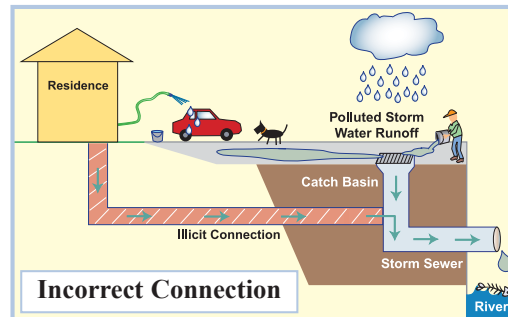 Residence
Polluted Storm
Water Runoff
Catch Basin
Illicit Connection
Storm Sewer
Incorrect Connection
River